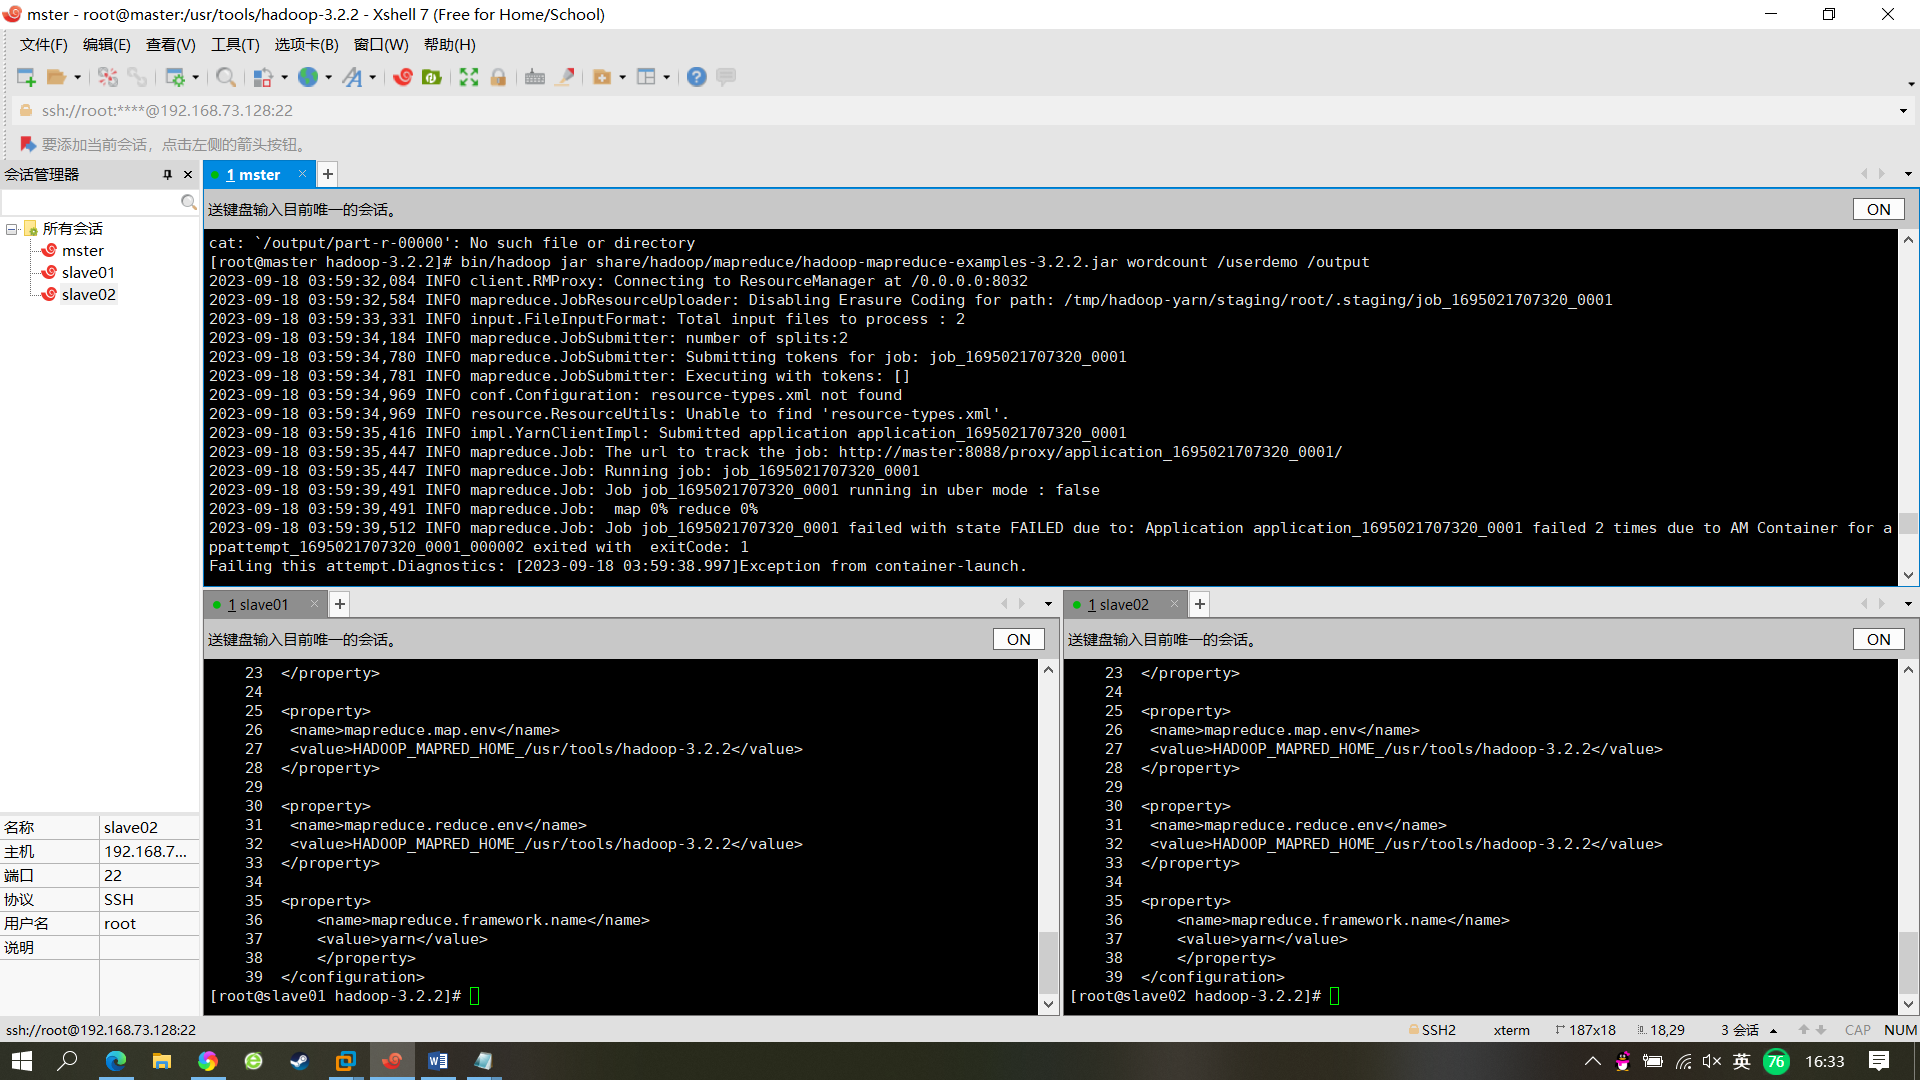 mster - root@master:/usr/tools/hadoop-3.2.2 - Xshell 7 (Free for Home/School)
文件(F) 编辑(E) 查看(V) 工具(T) 选项卡(B) 窗口(W) 帮助(H)
ssh://root:****@192.168.73.128:22
要添加当前会话，点击左侧的箭头按钮。
会话管理器
所有会话
mster
slave01
slave02
名称 slave02
主机 192.168.7...
端口 22
协议 SSH
用户名 root
说明
1 mster
送键盘输入目前唯一的会话。 ON
cat: `/output/part-r-00000': No such file or directory
[root@master hadoop-3.2.2]# bin/hadoop jar share/hadoop/mapreduce/hadoop-mapreduce-examples-3.2.2.jar wordcount /userdemo /output
2023-09-18 03:59:32,084 INFO client.RMProxy: Connecting to ResourceManager at /0.0.0.0:8032
2023-09-18 03:59:32,584 INFO mapreduce.JobResourceUploader: Disabling Erasure Coding for path: /tmp/hadoop-yarn/staging/root/.staging/job_1695021707320_0001
2023-09-18 03:59:33,331 INFO input.FileInputFormat: Total input files to process : 2
2023-09-18 03:59:34,184 INFO mapreduce.JobSubmitter: number of splits:2
2023-09-18 03:59:34,780 INFO mapreduce.JobSubmitter: Submitting tokens for job: job_1695021707320_0001
2023-09-18 03:59:34,781 INFO mapreduce.JobSubmitter: Executing with tokens: []
2023-09-18 03:59:34,969 INFO conf.Configuration: resource-types.xml not found
2023-09-18 03:59:34,969 INFO resource.ResourceUtils: Unable to find 'resource-types.xml'.
2023-09-18 03:59:35,416 INFO impl.YarnClientImpl: Submitted application application_1695021707320_0001
2023-09-18 03:59:35,447 INFO mapreduce.Job: The url to track the job: http://master:8088/proxy/application_1695021707320_0001/
2023-09-18 03:59:35,447 INFO mapreduce.Job: Running job: job_1695021707320_0001
2023-09-18 03:59:39,491 INFO mapreduce.Job: Job job_1695021707320_0001 running in uber mode : false
2023-09-18 03:59:39,491 INFO mapreduce.Job:  map 0% reduce 0%
2023-09-18 03:59:39,512 INFO mapreduce.Job: Job job_1695021707320_0001 failed with state FAILED due to: Application application_1695021707320_0001 failed 2 times due to AM Container for a
ppattempt_1695021707320_0001_000002 exited with  exitCode: 1
Failing this attempt.Diagnostics: [2023-09-18 03:59:38.997]Exception from container-launch.
1 slave01
送键盘输入目前唯一的会话。 ON
23 </property>
24
25 <property>
26 <name>mapreduce.map.env</name>
27 <value>HADOOP_MAPRED_HOME_/usr/tools/hadoop-3.2.2</value>
28 </property>
29
30 <property>
31 <name>mapreduce.reduce.env</name>
32 <value>HADOOP_MAPRED_HOME_/usr/tools/hadoop-3.2.2</value>
33 </property>
34
35 <property>
36 <name>mapreduce.framework.name</name>
37 <value>yarn</value>
38 </property>
39 </configuration>
[root@slave01 hadoop-3.2.2]#
1 slave02
送键盘输入目前唯一的会话。 ON
23 </property>
24
25 <property>
26 <name>mapreduce.map.env</name>
27 <value>HADOOP_MAPRED_HOME_/usr/tools/hadoop-3.2.2</value>
28 </property>
29
30 <property>
31 <name>mapreduce.reduce.env</name>
32 <value>HADOOP_MAPRED_HOME_/usr/tools/hadoop-3.2.2</value>
33 </property>
34
35 <property>
36 <name>mapreduce.framework.name</name>
37 <value>yarn</value>
38 </property>
39 </configuration>
[root@slave02 hadoop-3.2.2]#
ssh://root@192.168.73.128:22 SSH2 xterm 187x18 18,29 3 会话 CAP NUM
英 76 16:33